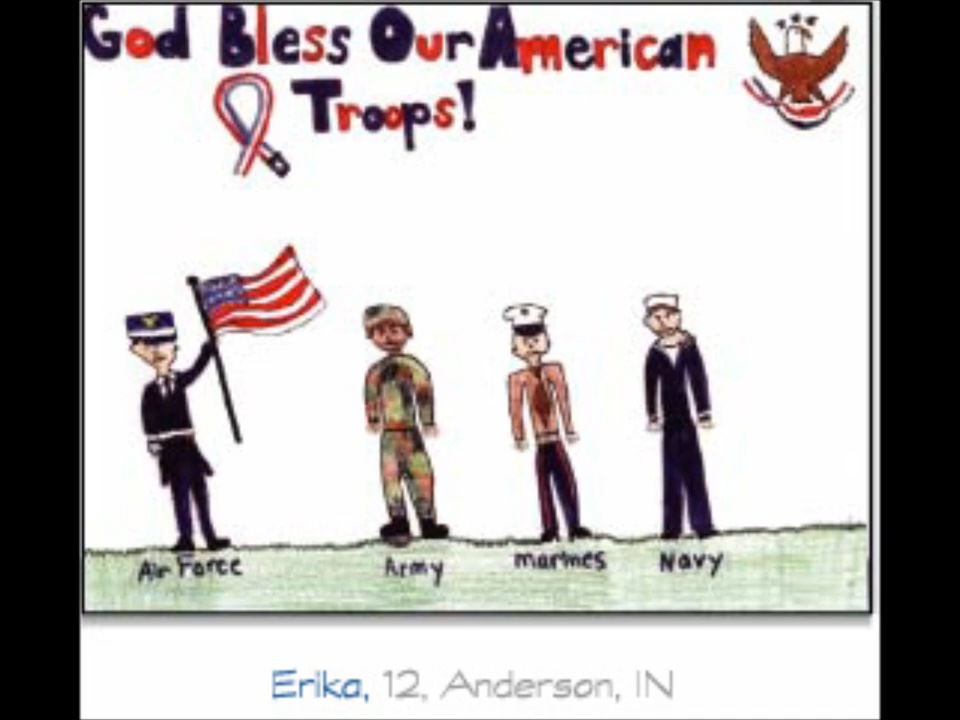 God Bless Our American
Troops!
Air Force
Army
marines
Navy
Erika, 12, Anderson, IN